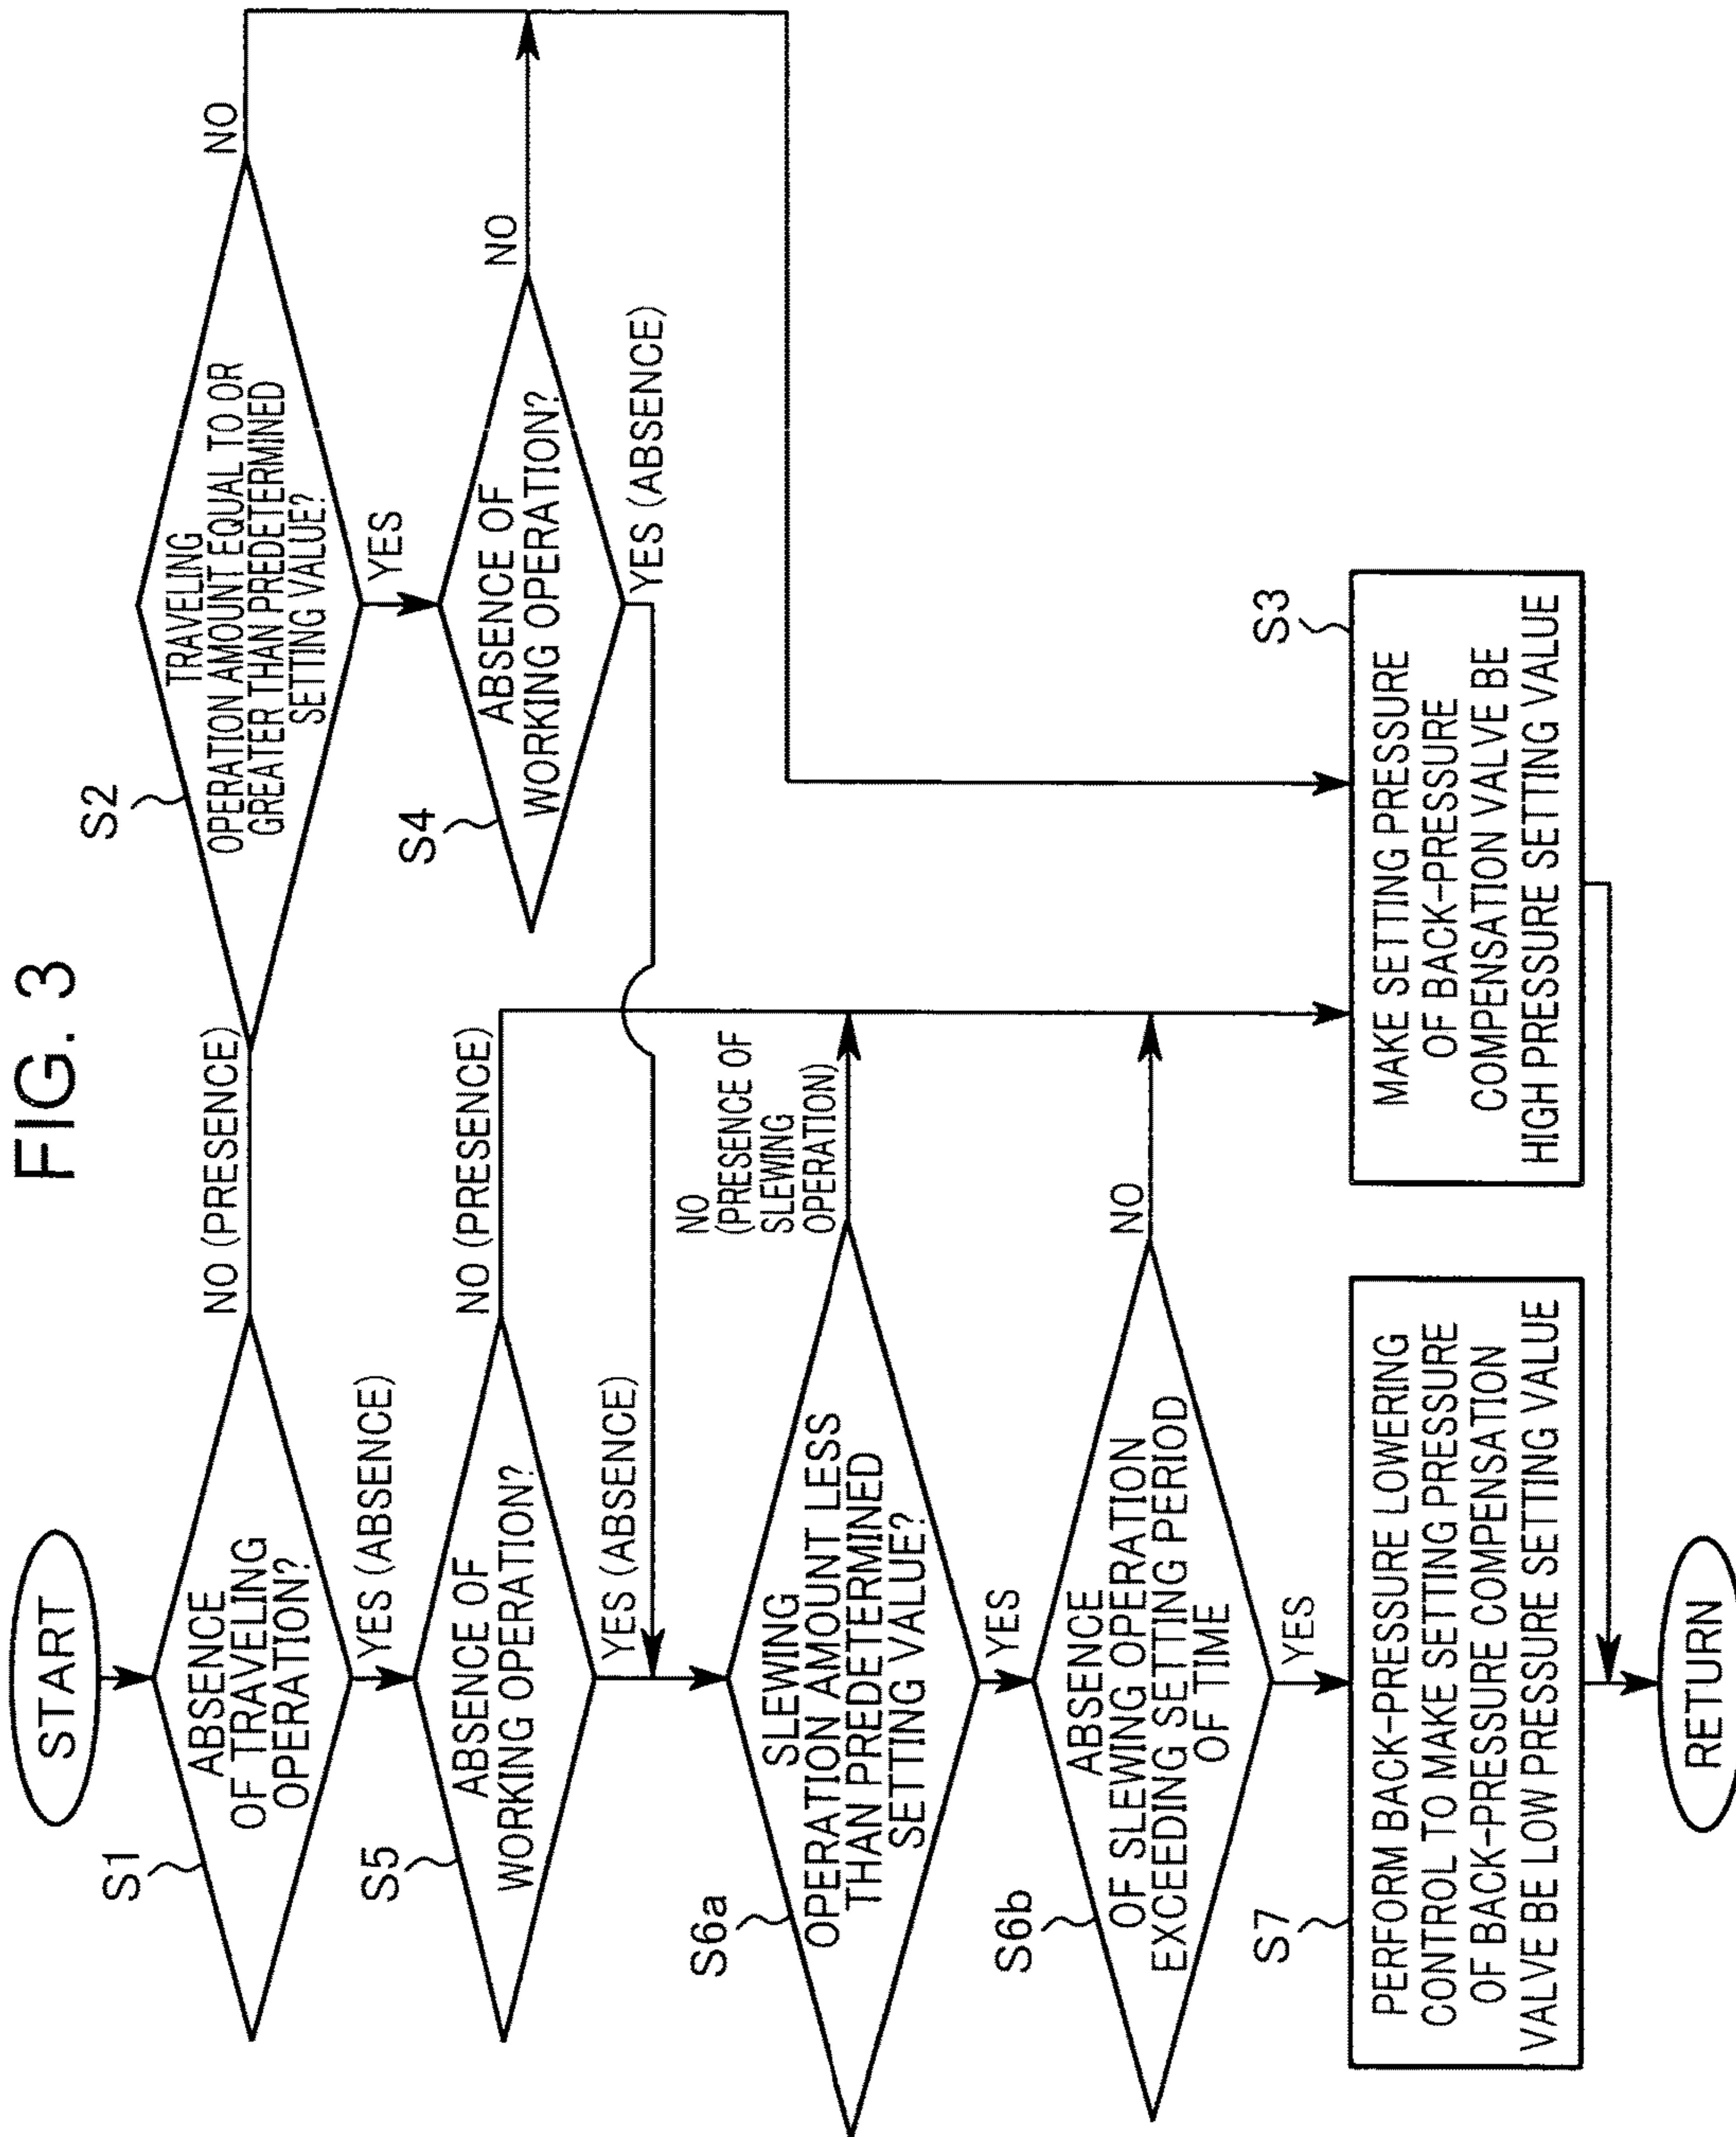 FIG. 3
START
S1
ABSENCE
OF TRAVELING
OPERATION?
NO (PRESENCE)
YES (ABSENCE)
S2
TRAVELING
OPERATION AMOUNT EQUAL TO OR
GREATER THAN PREDETERMINED
SETTING VALUE?
NO
YES
S4
ABSENCE OF
WORKING OPERATION?
NO
YES (ABSENCE)
S5
ABSENCE OF
WORKING OPERATION?
NO (PRESENCE)
YES (ABSENCE)
S6a
SLEWING
OPERATION AMOUNT LESS
THAN PREDETERMINED
SETTING VALUE?
NO
(PRESENCE OF
SLEWING
OPERATION)
YES
S6b
ABSENCE
OF SLEWING OPERATION
EXCEEDING SETTING PERIOD
OF TIME
NO
YES
S7
PERFORM BACK-PRESSURE LOWERING
CONTROL TO MAKE SETTING PRESSURE
OF BACK-PRESSURE COMPENSATION
VALVE BE LOW PRESSURE SETTING VALUE
S3
MAKE SETTING PRESSURE
OF BACK-PRESSURE
COMPENSATION VALVE BE
HIGH PRESSURE SETTING VALUE
RETURN